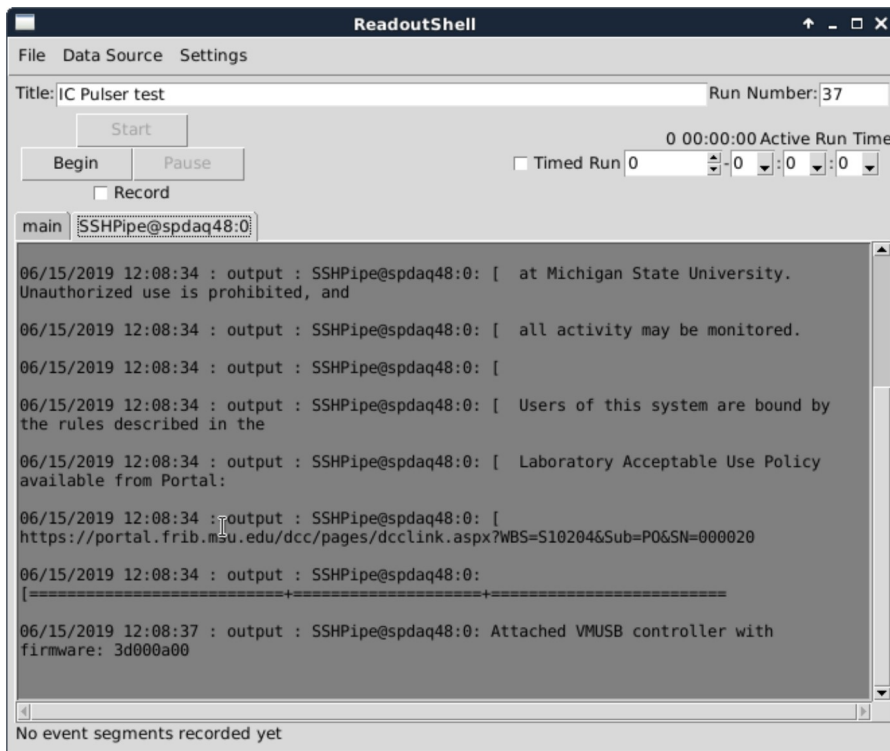 ReadoutShell
File Data Source Settings
Title: IC Pulser test Run Number: 37
Start
0 00:00:00 Active Run Time
Begin Pause Timed Run 0 -0 :0 :0
Record
main SSHPipe@spdaq48:0
06/15/2019 12:08:34 : output : SSHPipe@spdaq48:0: [  at Michigan State University.
Unauthorized use is prohibited, and
06/15/2019 12:08:34 : output : SSHPipe@spdaq48:0: [  all activity may be monitored.
06/15/2019 12:08:34 : output : SSHPipe@spdaq48:0: [
06/15/2019 12:08:34 : output : SSHPipe@spdaq48:0: [  Users of this system are bound by
the rules described in the
06/15/2019 12:08:34 : output : SSHPipe@spdaq48:0: [  Laboratory Acceptable Use Policy
available from Portal:
06/15/2019 12:08:34 : output : SSHPipe@spdaq48:0: [
https://portal.frib.msu.edu/dcc/pages/dcclink.aspx?WBS=S10204&Sub=PO&SN=000020
06/15/2019 12:08:34 : output : SSHPipe@spdaq48:0:
[===========================+====================+=========================
06/15/2019 12:08:37 : output : SSHPipe@spdaq48:0: Attached VMUSB controller with
firmware: 3d000a00
No event segments recorded yet